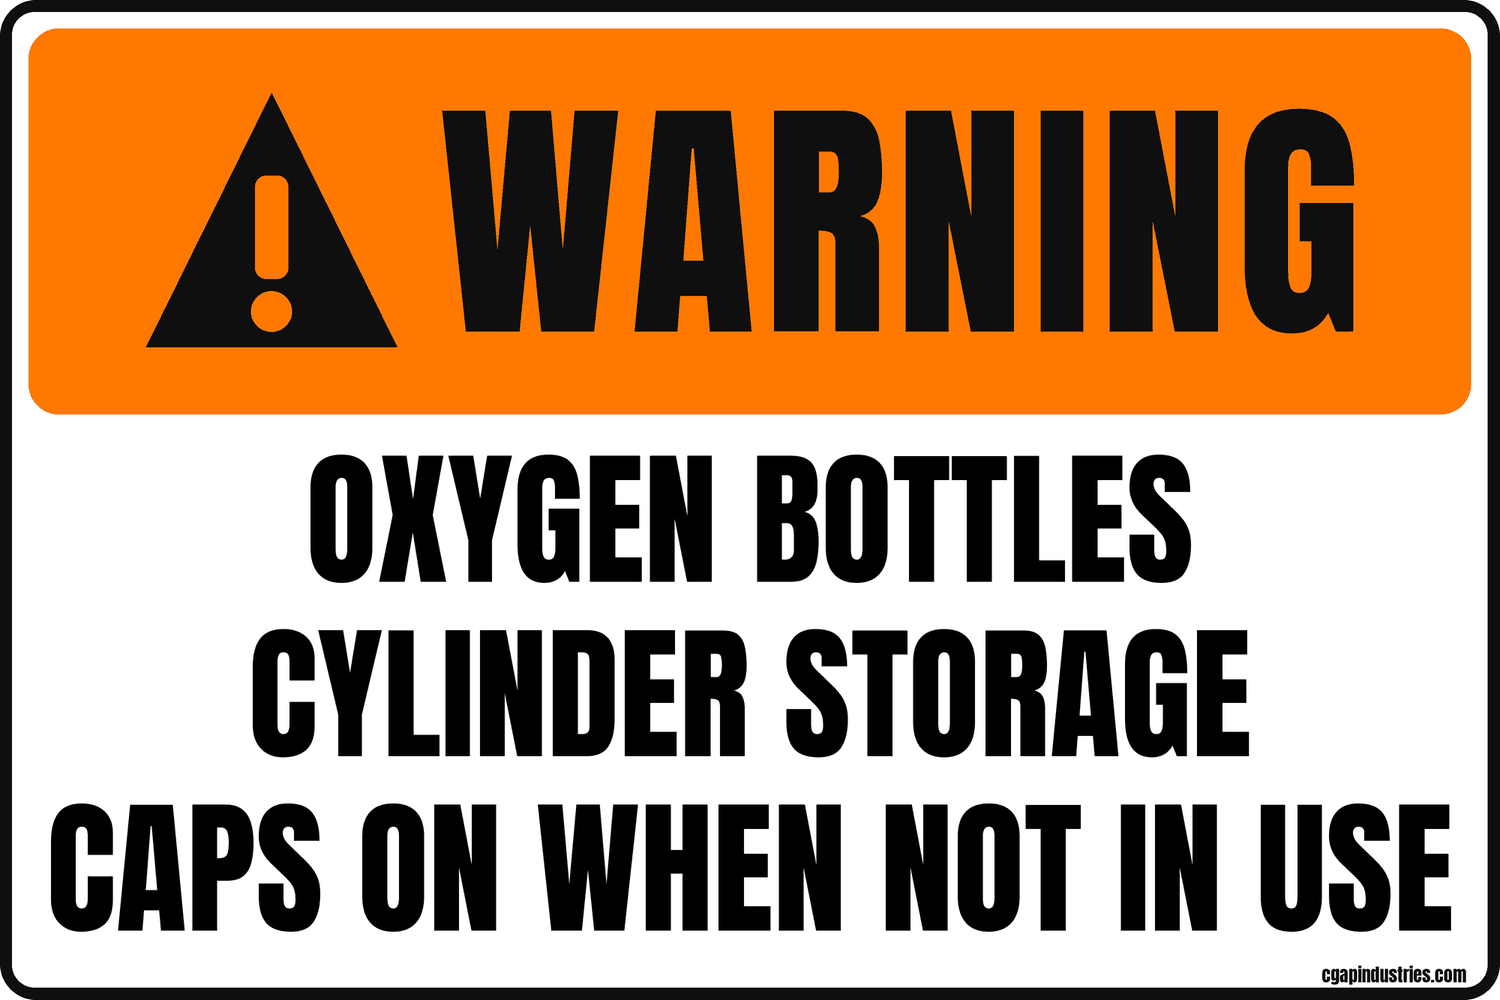 WARNING
OXYGEN BOTTLES
CYLINDER STORAGE
CAPS ON WHEN NOT IN USE
cgapindustries.com